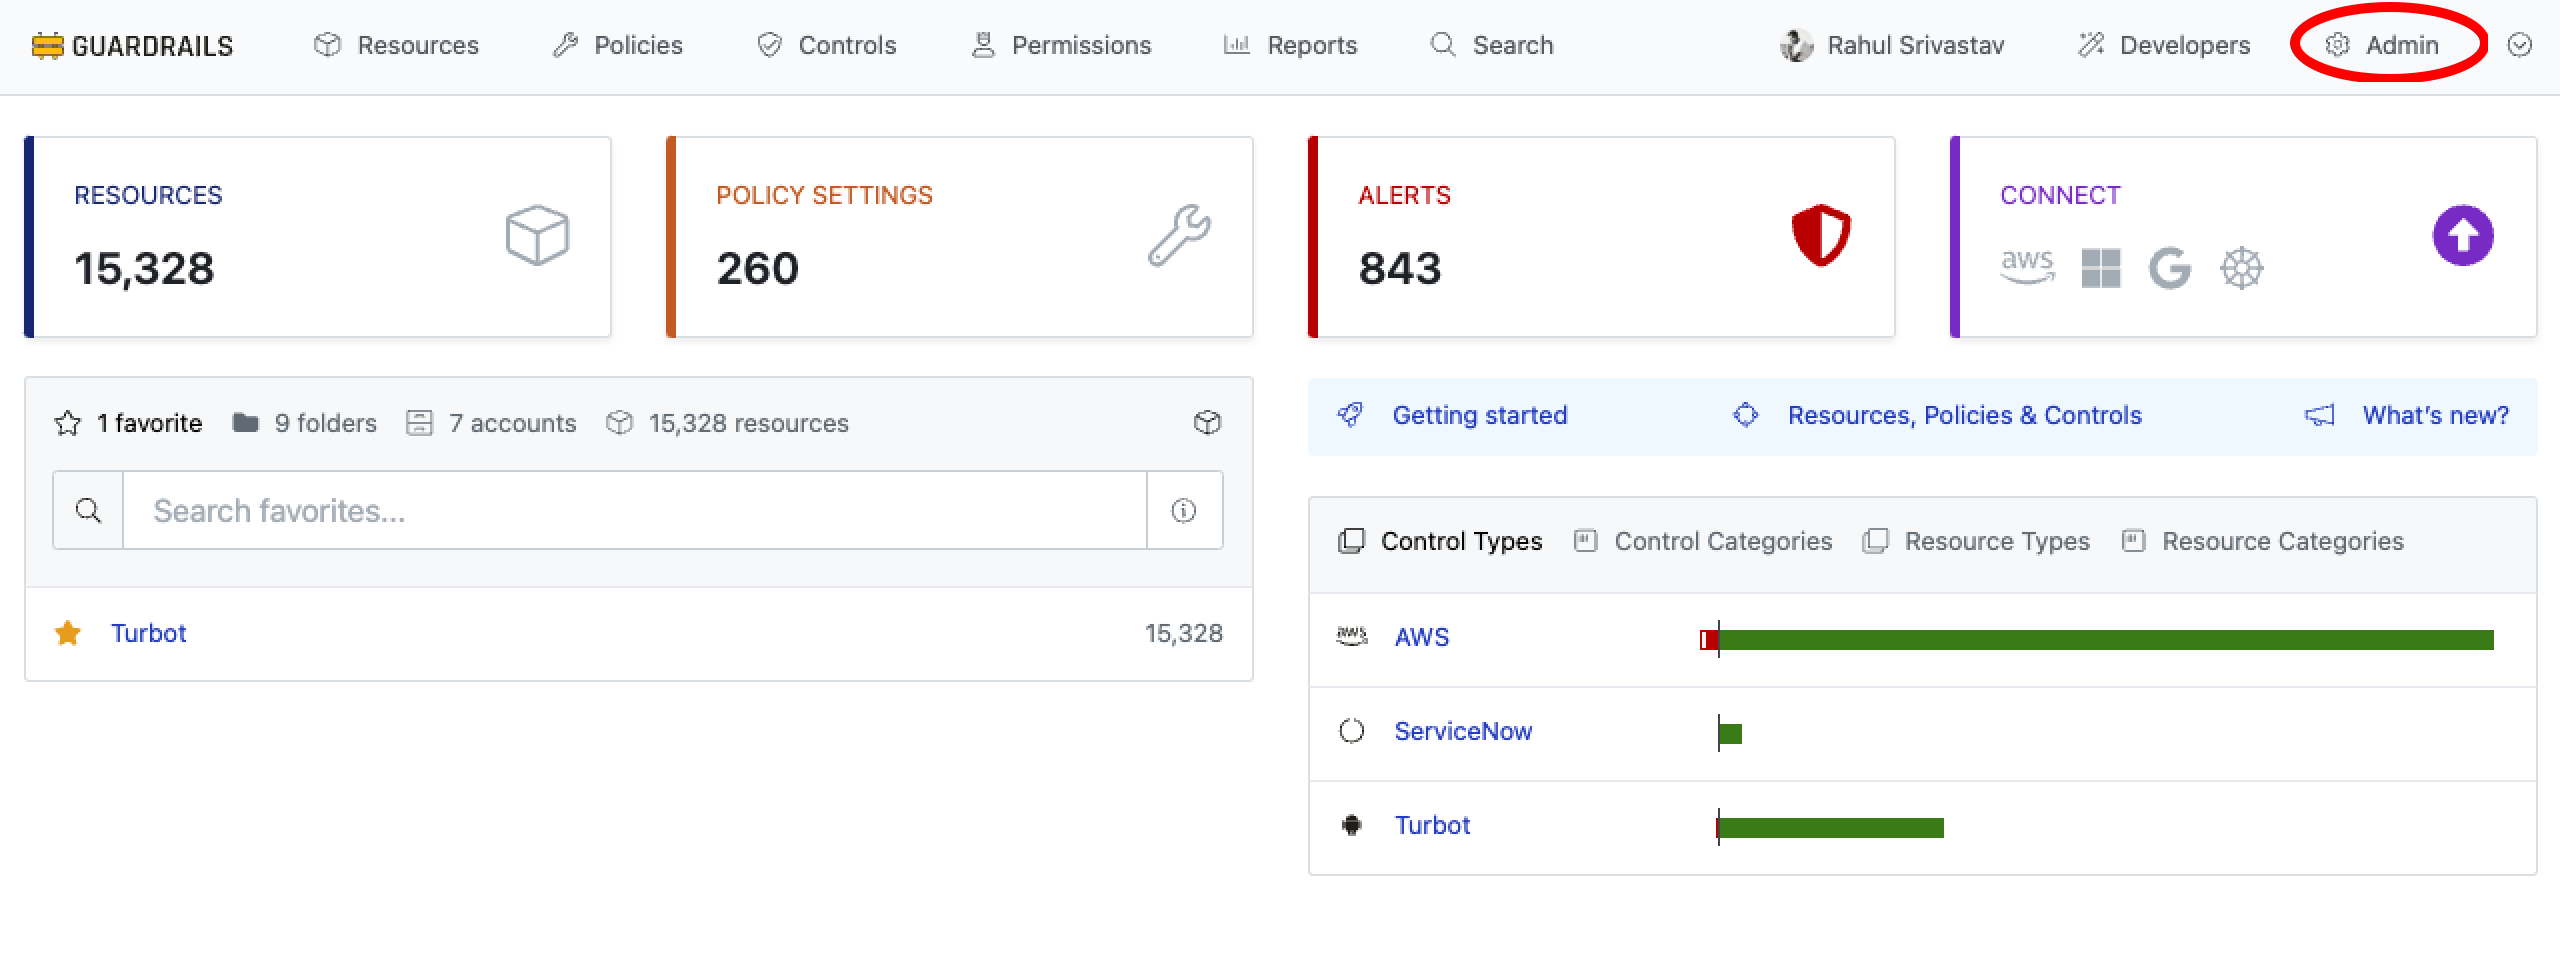 GUARDRAILS Resources Policies Controls Permissions Reports Search Rahul Srivastav Developers Admin
RESOURCES
15,328
POLICY SETTINGS
260
ALERTS
843
CONNECT
aws
1 favorite 9 folders 7 accounts 15,328 resources
Search favorites...
Turbot 15,328
Getting started Resources, Policies & Controls What's new?
Control Types Control Categories Resource Types Resource Categories
aws AWS
ServiceNow
Turbot